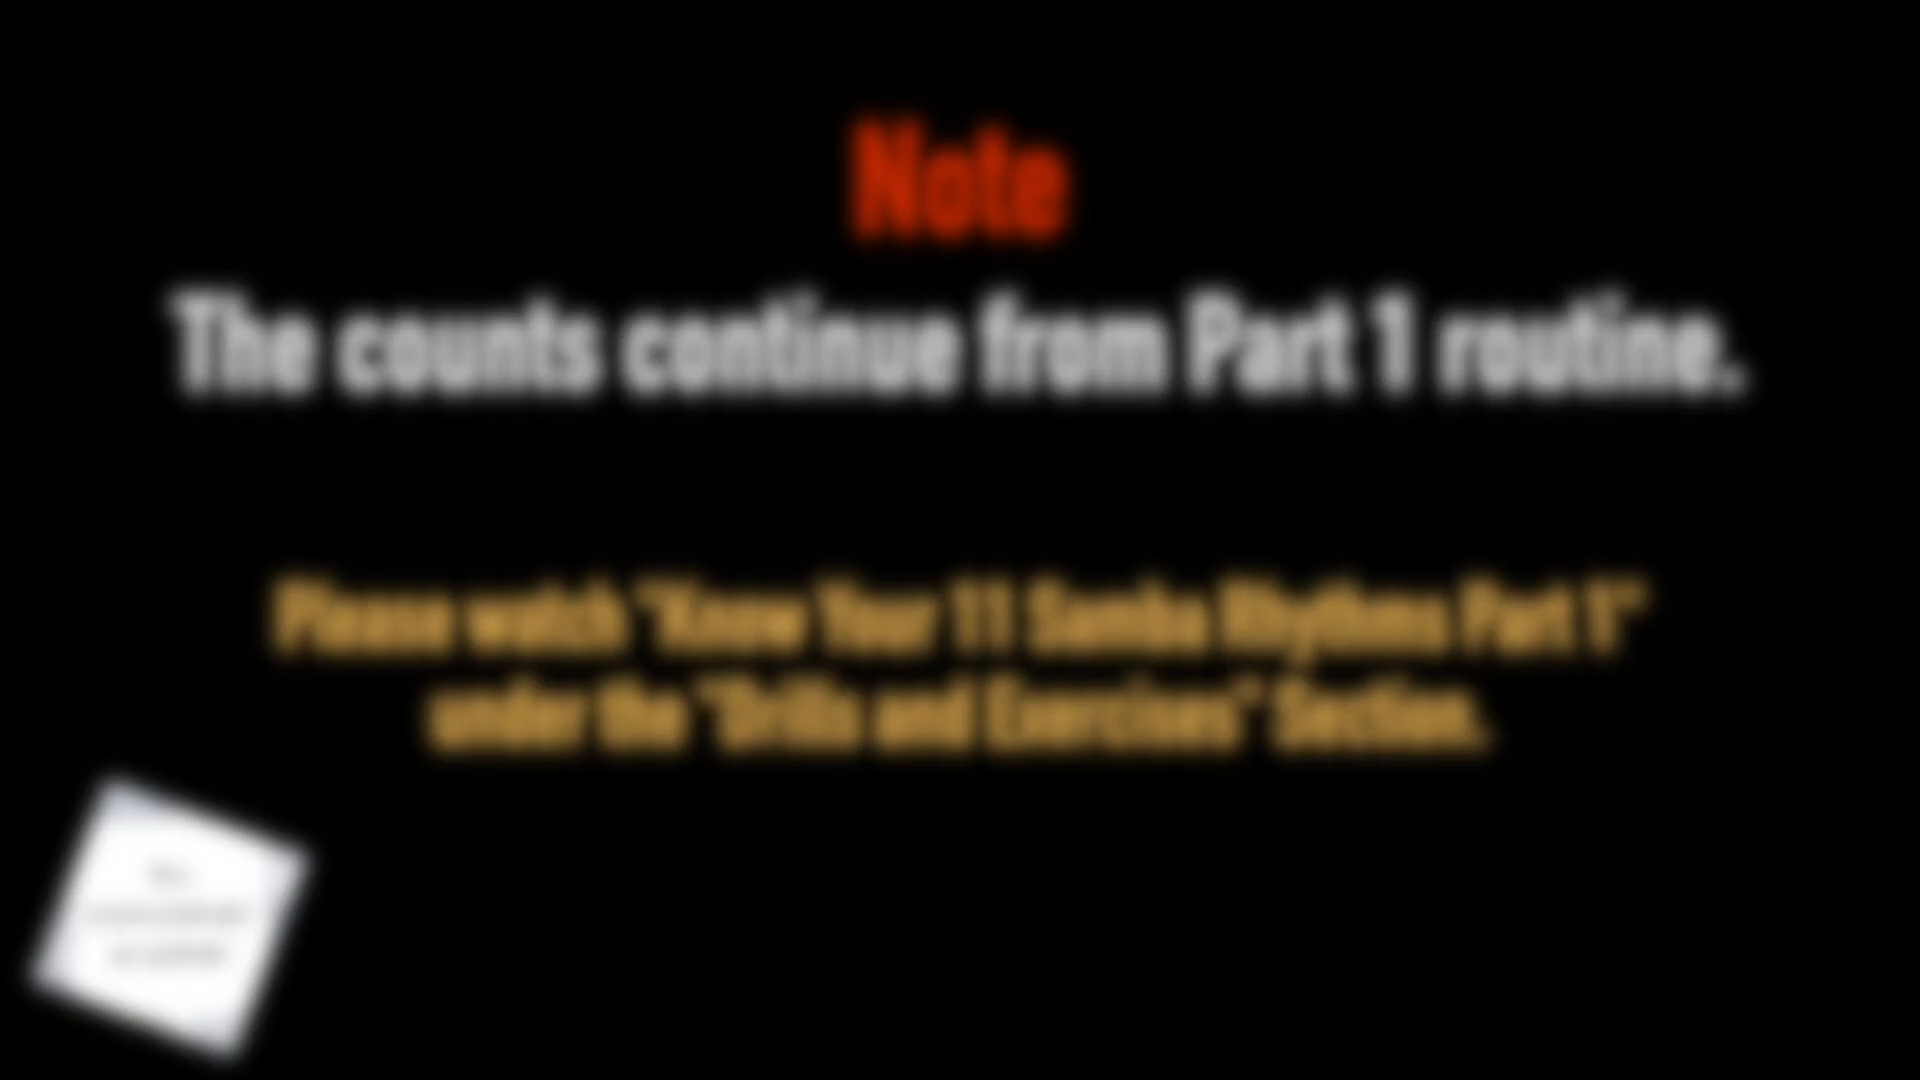 Note
The counts continue from Part 1 routine.
Please watch "Know Your 11 Samba Rhythms Part 1"
under the "Drills and Exercises" Section.